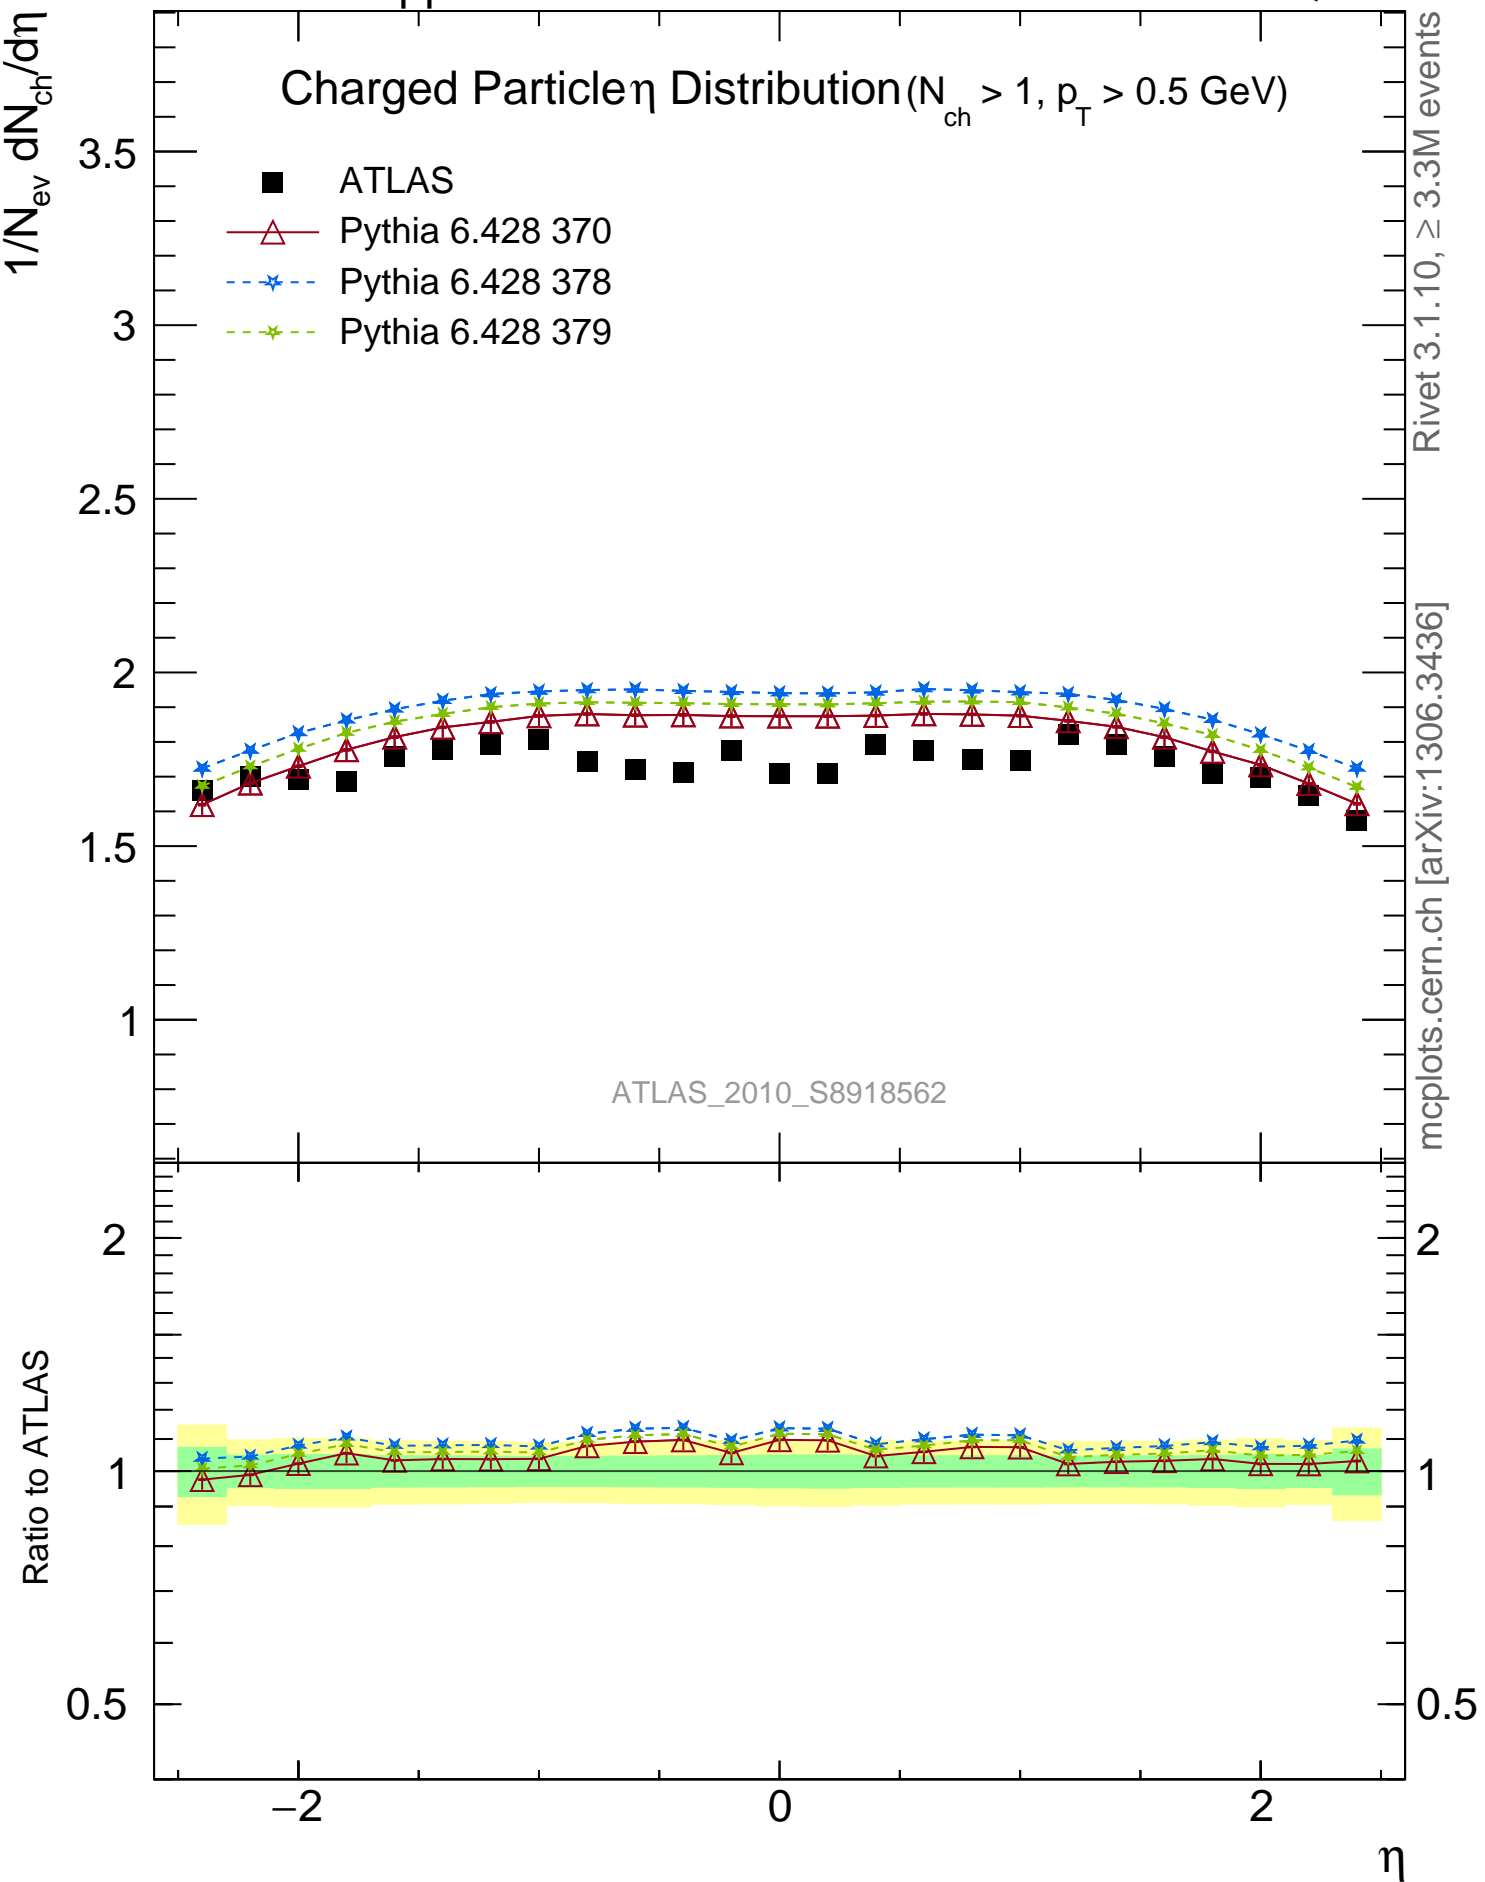 1/N_ev dN_ch/dη
Charged Particle η Distribution (N_ch > 1, p_T > 0.5 GeV)
ATLAS
Pythia 6.428 370
Pythia 6.428 378
Pythia 6.428 379
3.5
3
2.5
2
1.5
1
ATLAS_2010_S8918562
Rivet 3.1.10, ≥ 3.3M events
mcplots.cern.ch [arXiv:1306.3436]
Ratio to ATLAS
2
1
0.5
2
1
0.5
−2
0
2
η